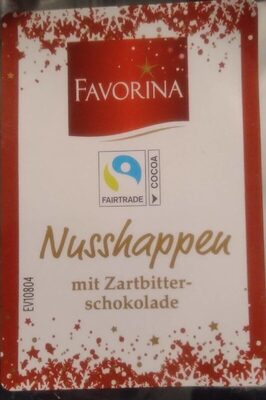 FAVORINA
FAIRTRADE
COCOA
Nusshappen
mit Zartbitter-
schokolade
EV10804